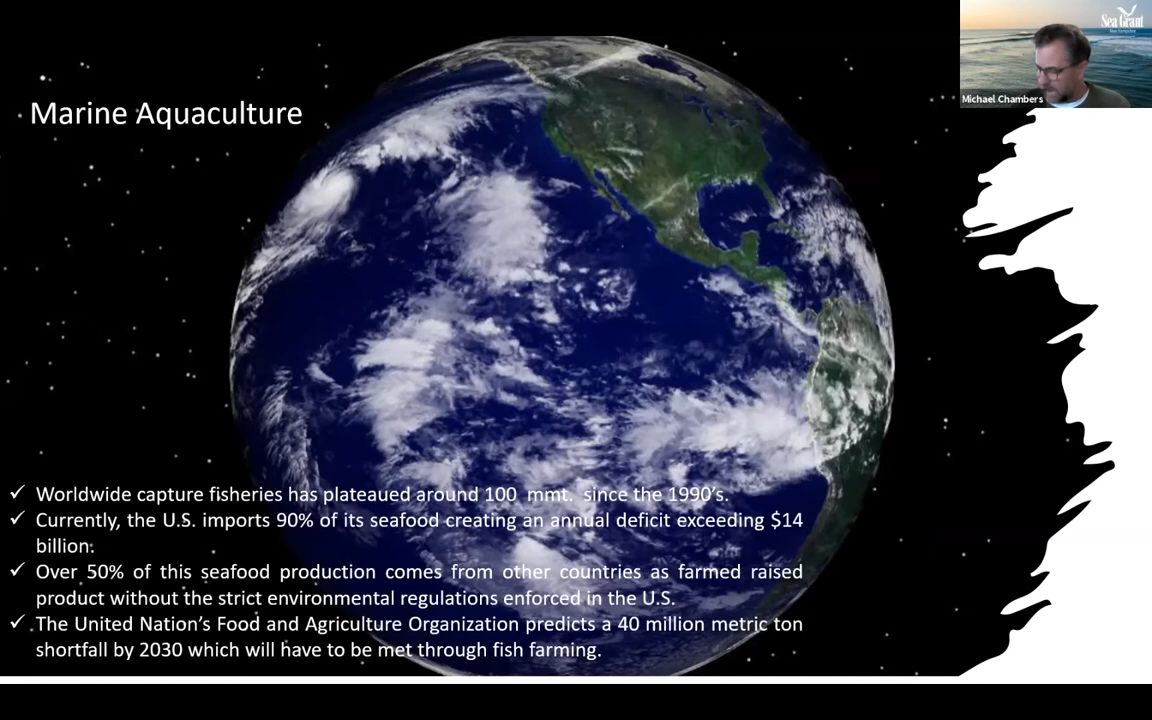 Sea Grant
New Hampshire
Michael Chambers
Marine Aquaculture
✓ Worldwide capture fisheries has plateaued around 100 mmt. since the 1990's.
✓ Currently, the U.S. imports 90% of its seafood creating an annual deficit exceeding $14
billion.
✓ Over 50% of this seafood production comes from other countries as farmed raised
product without the strict environmental regulations enforced in the U.S.
✓ The United Nation's Food and Agriculture Organization predicts a 40 million metric ton
shortfall by 2030 which will have to be met through fish farming.